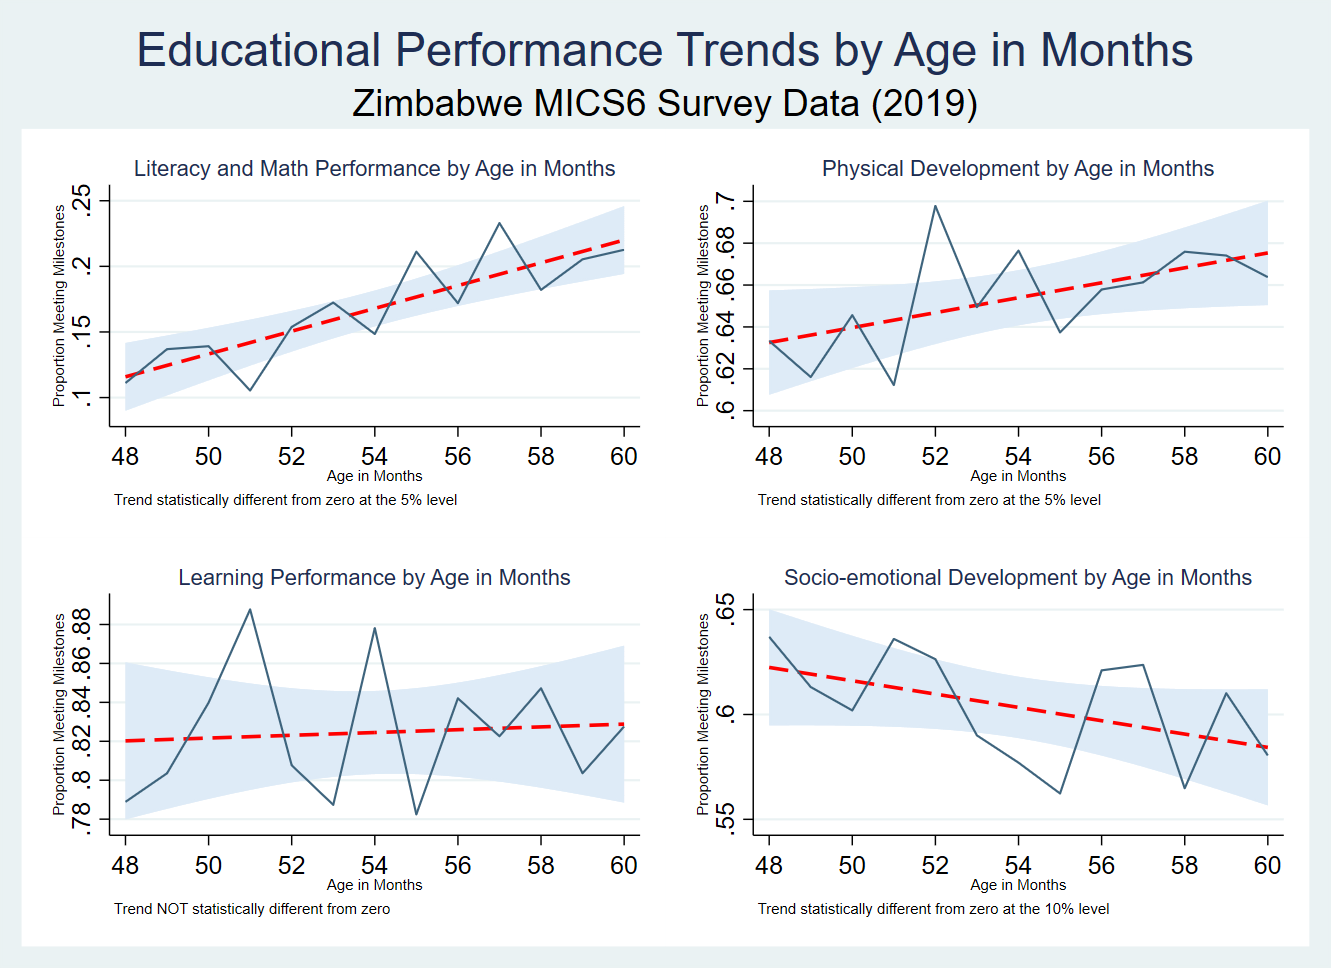 Educational Performance Trends by Age in Months
Zimbabwe MICS6 Survey Data (2019)
Literacy and Math Performance by Age in Months
Proportion Meeting Milestones
.25
.2
.15
.1
48 50 52 54 56 58 60
Age in Months
Trend statistically different from zero at the 5% level
Physical Development by Age in Months
Proportion Meeting Milestones
.7
.68
.66
.64
.62
.6
48 50 52 54 56 58 60
Age in Months
Trend statistically different from zero at the 5% level
Learning Performance by Age in Months
Proportion Meeting Milestones
.88
.86
.84
.82
.8
.78
48 50 52 54 56 58 60
Age in Months
Trend NOT statistically different from zero
Socio-emotional Development by Age in Months
Proportion Meeting Milestones
.65
.6
.55
48 50 52 54 56 58 60
Age in Months
Trend statistically different from zero at the 10% level